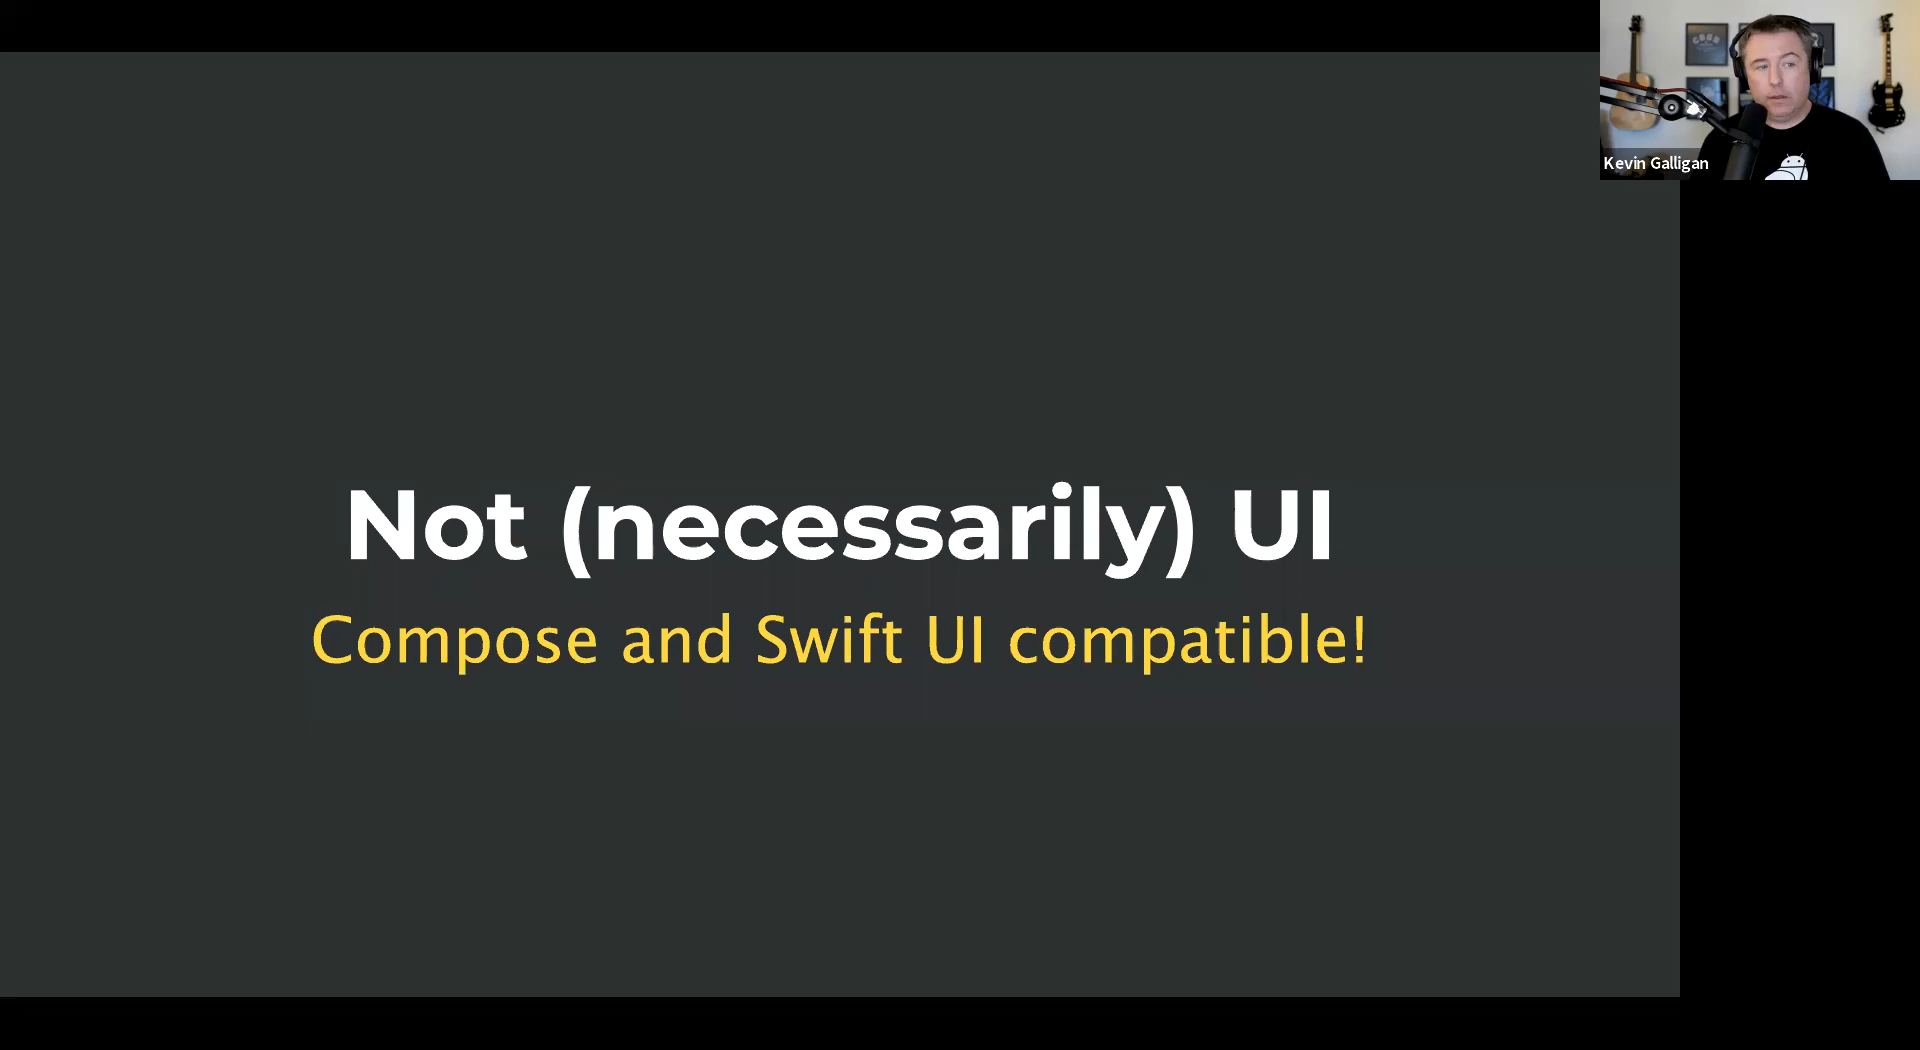 Kevin Galligan
Not (necessarily) UI
Compose and Swift UI compatible!